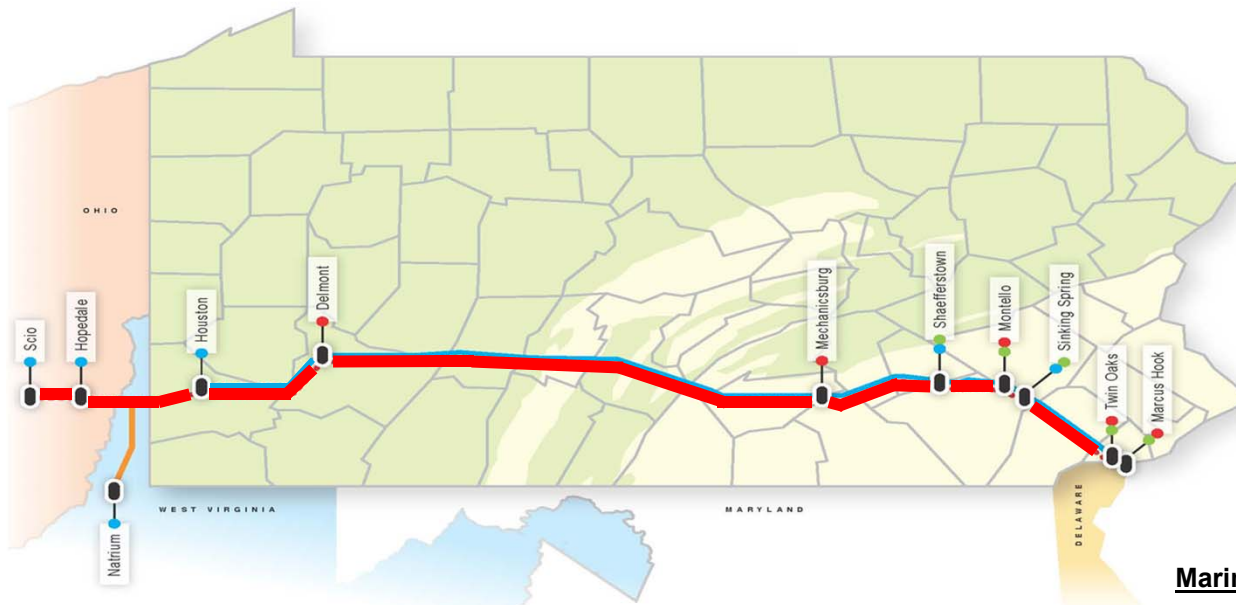 OHIO
Scio
Hopedale
Houston
Delmont
Mechanicsburg
Shaefferstown
Montello
Sinking Spring
Twin Oaks
Marcus Hook
Natrium
WEST VIRGINIA
MARYLAND
DELAWARE